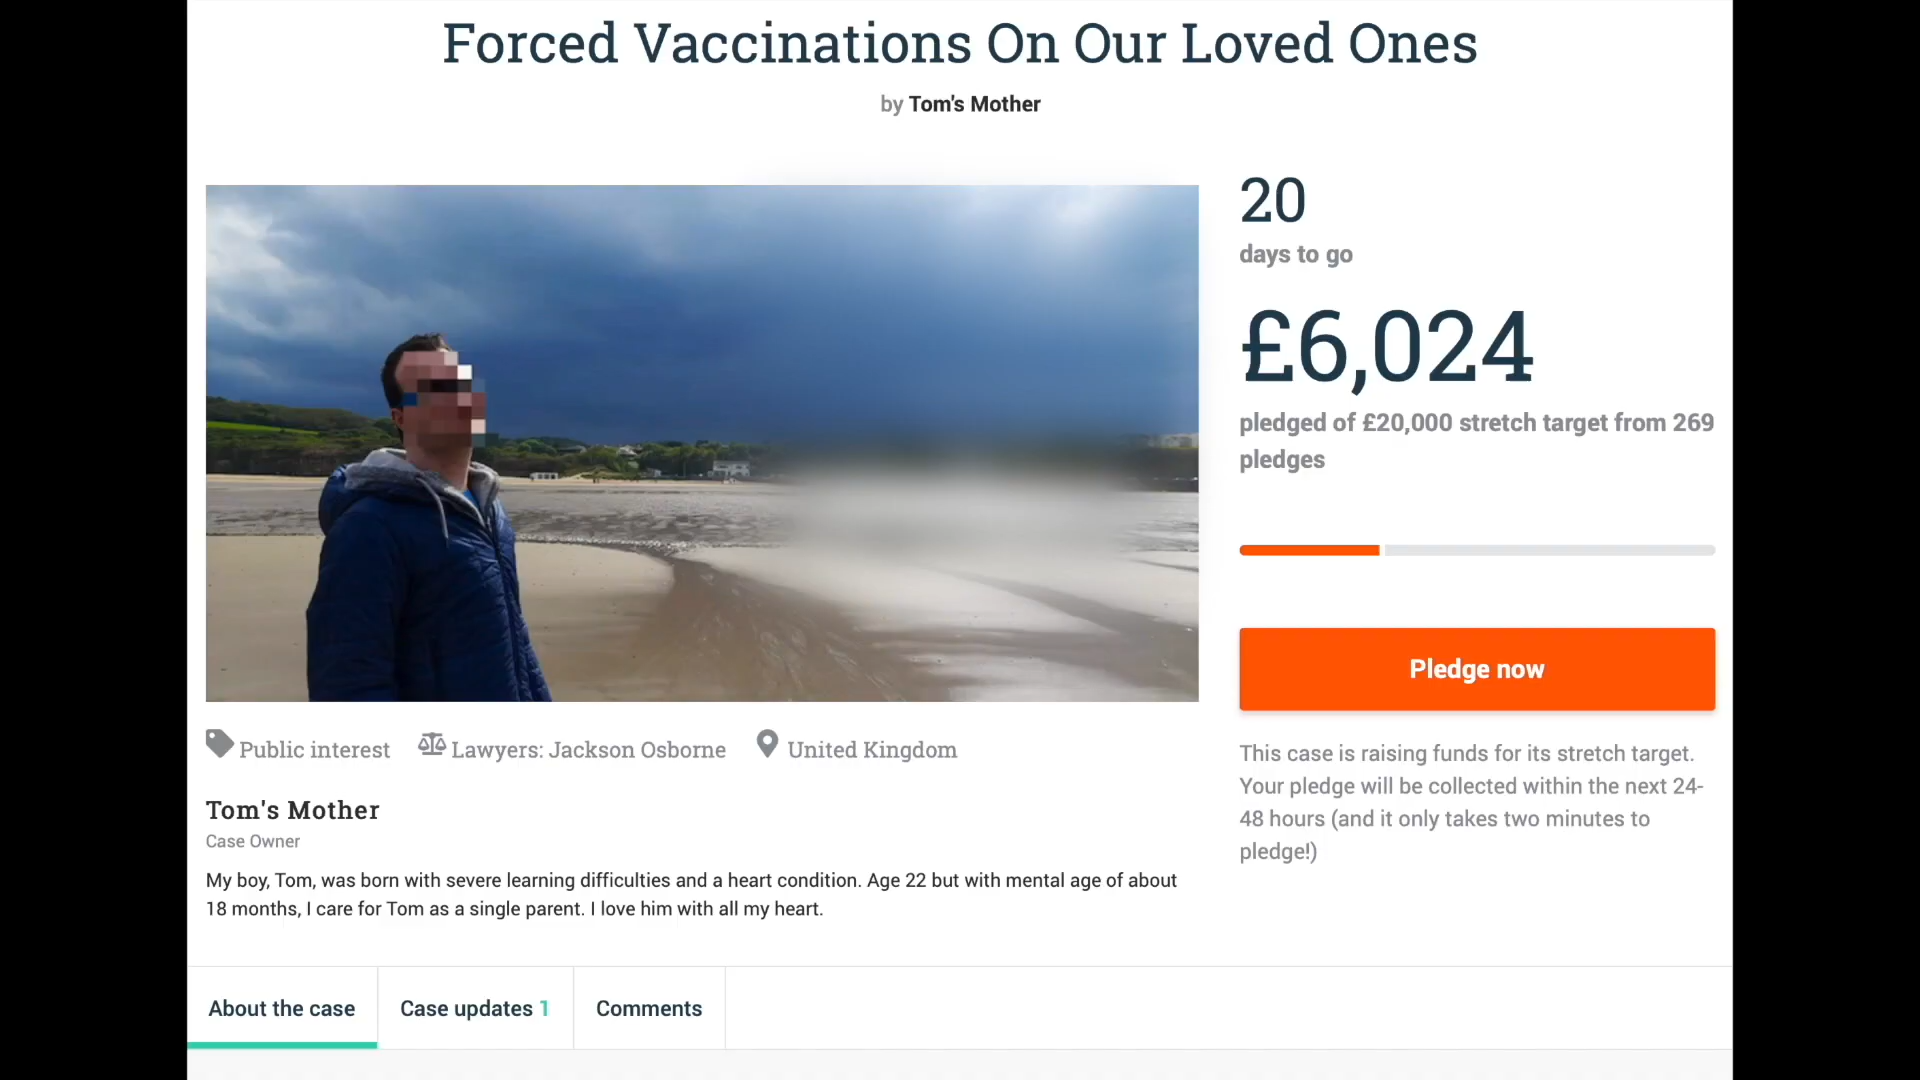 Forced Vaccinations On Our Loved Ones
by Tom's Mother
20
days to go
£6,024
pledged of £20,000 stretch target from 269
pledges
Pledge now
This case is raising funds for its stretch target.
Your pledge will be collected within the next 24-
48 hours (and it only takes two minutes to
pledge!)
Public interest
Lawyers: Jackson Osborne
United Kingdom
Tom's Mother
Case Owner
My boy, Tom, was born with severe learning difficulties and a heart condition. Age 22 but with mental age of about
18 months, I care for Tom as a single parent. I love him with all my heart.
About the case
Case updates 1
Comments